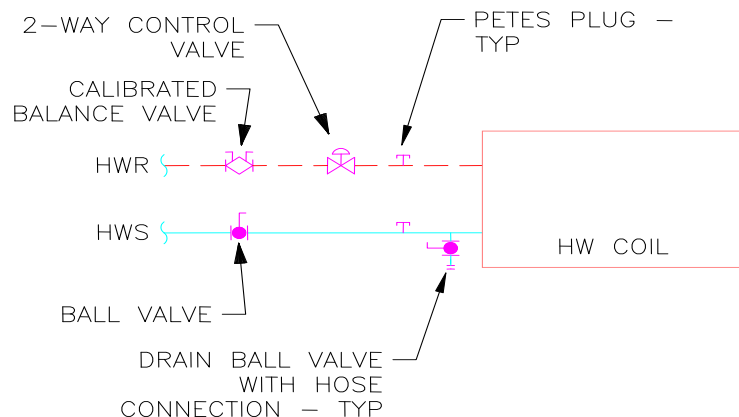 2-WAY CONTROL
VALVE
PETES PLUG -
TYP
CALIBRATED
BALANCE VALVE
HWR
HWS
HW COIL
BALL VALVE
DRAIN BALL VALVE
WITH HOSE
CONNECTION - TYP